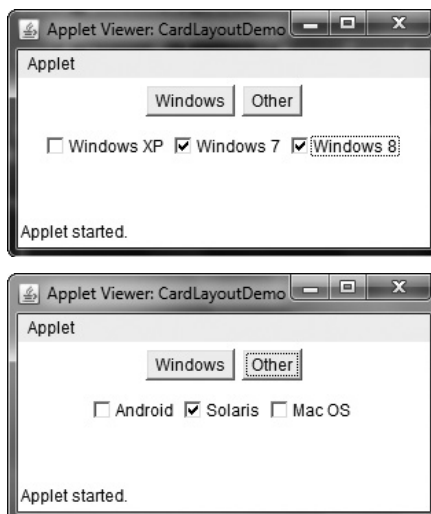 Applet Viewer: CardLayoutDemo
Applet
Windows Other
Windows XP Windows 7 Windows 8
Applet started.
Applet Viewer: CardLayoutDemo
Applet
Windows Other
Android Solaris Mac OS
Applet started.